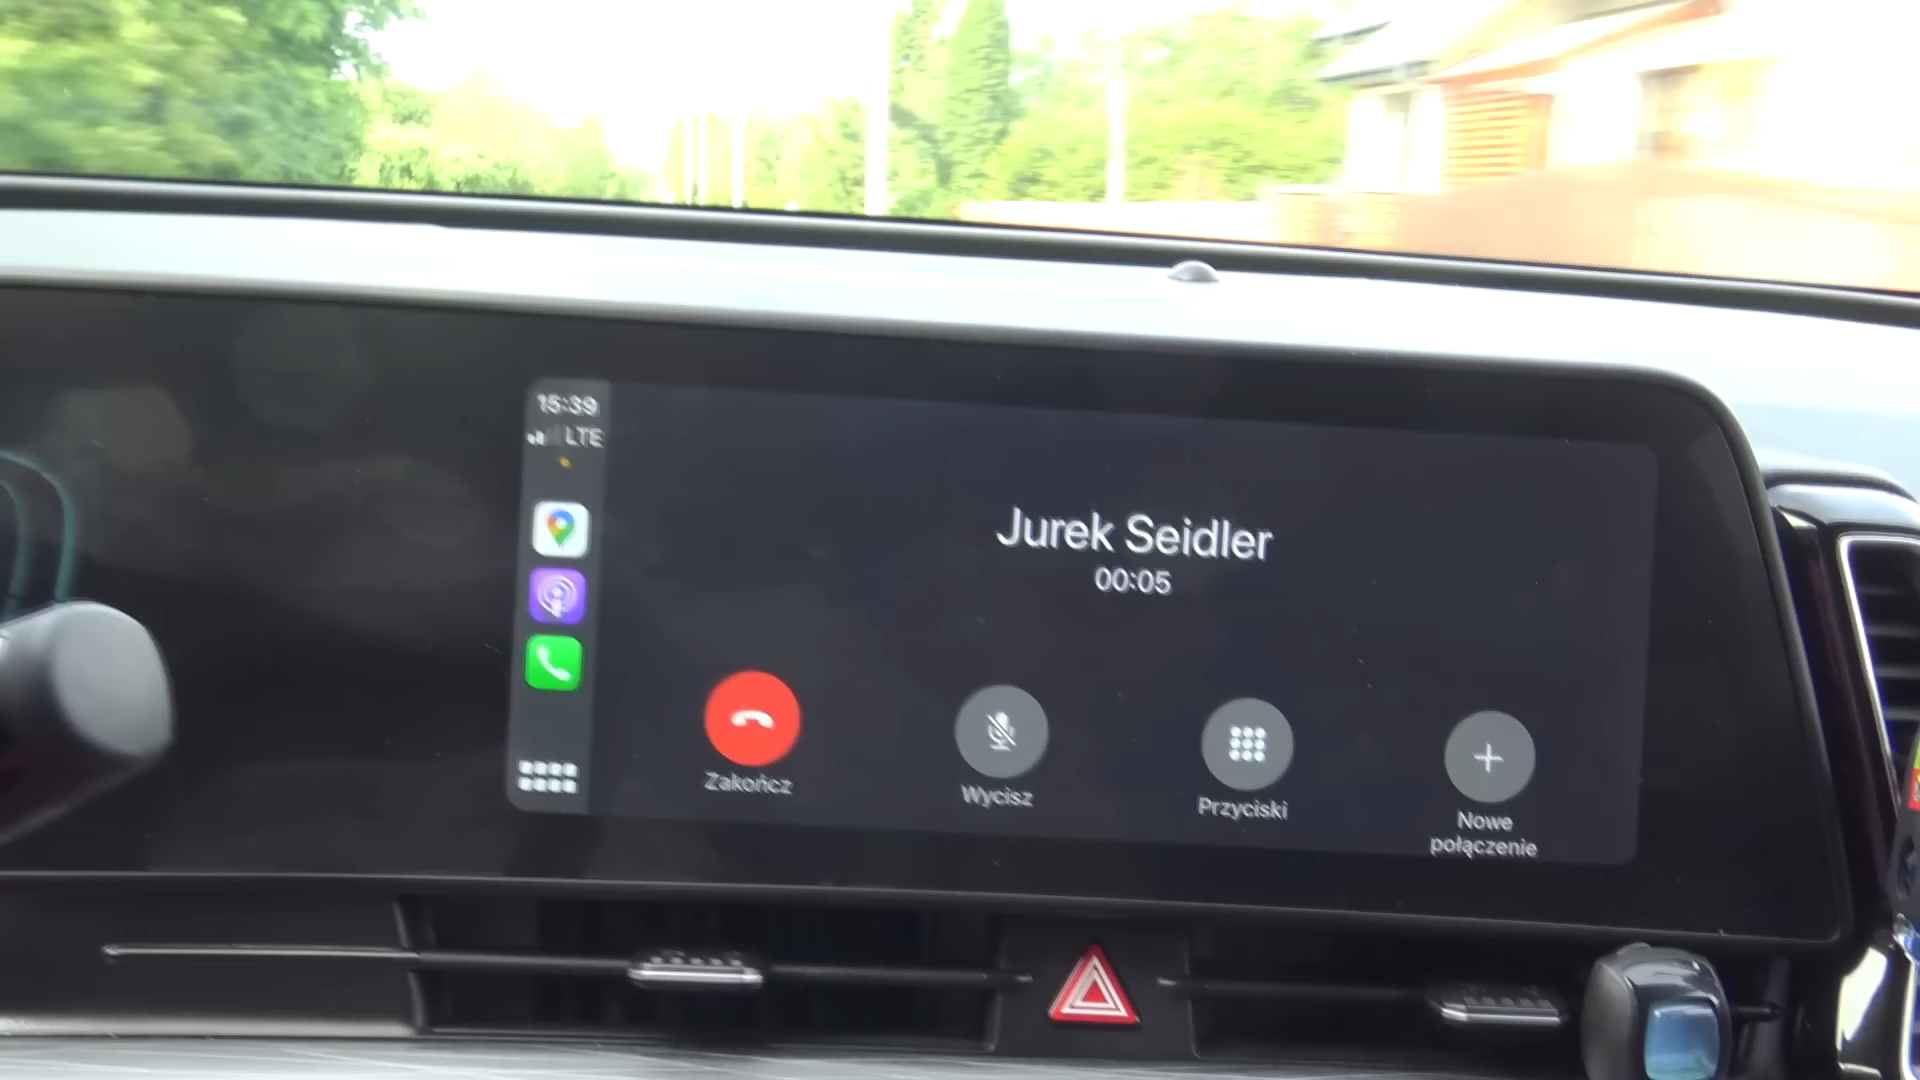 15:39
LTE
Jurek Seidler
00:05
Zakończ
Wycisz
Przyciski
Nowe
połączenie